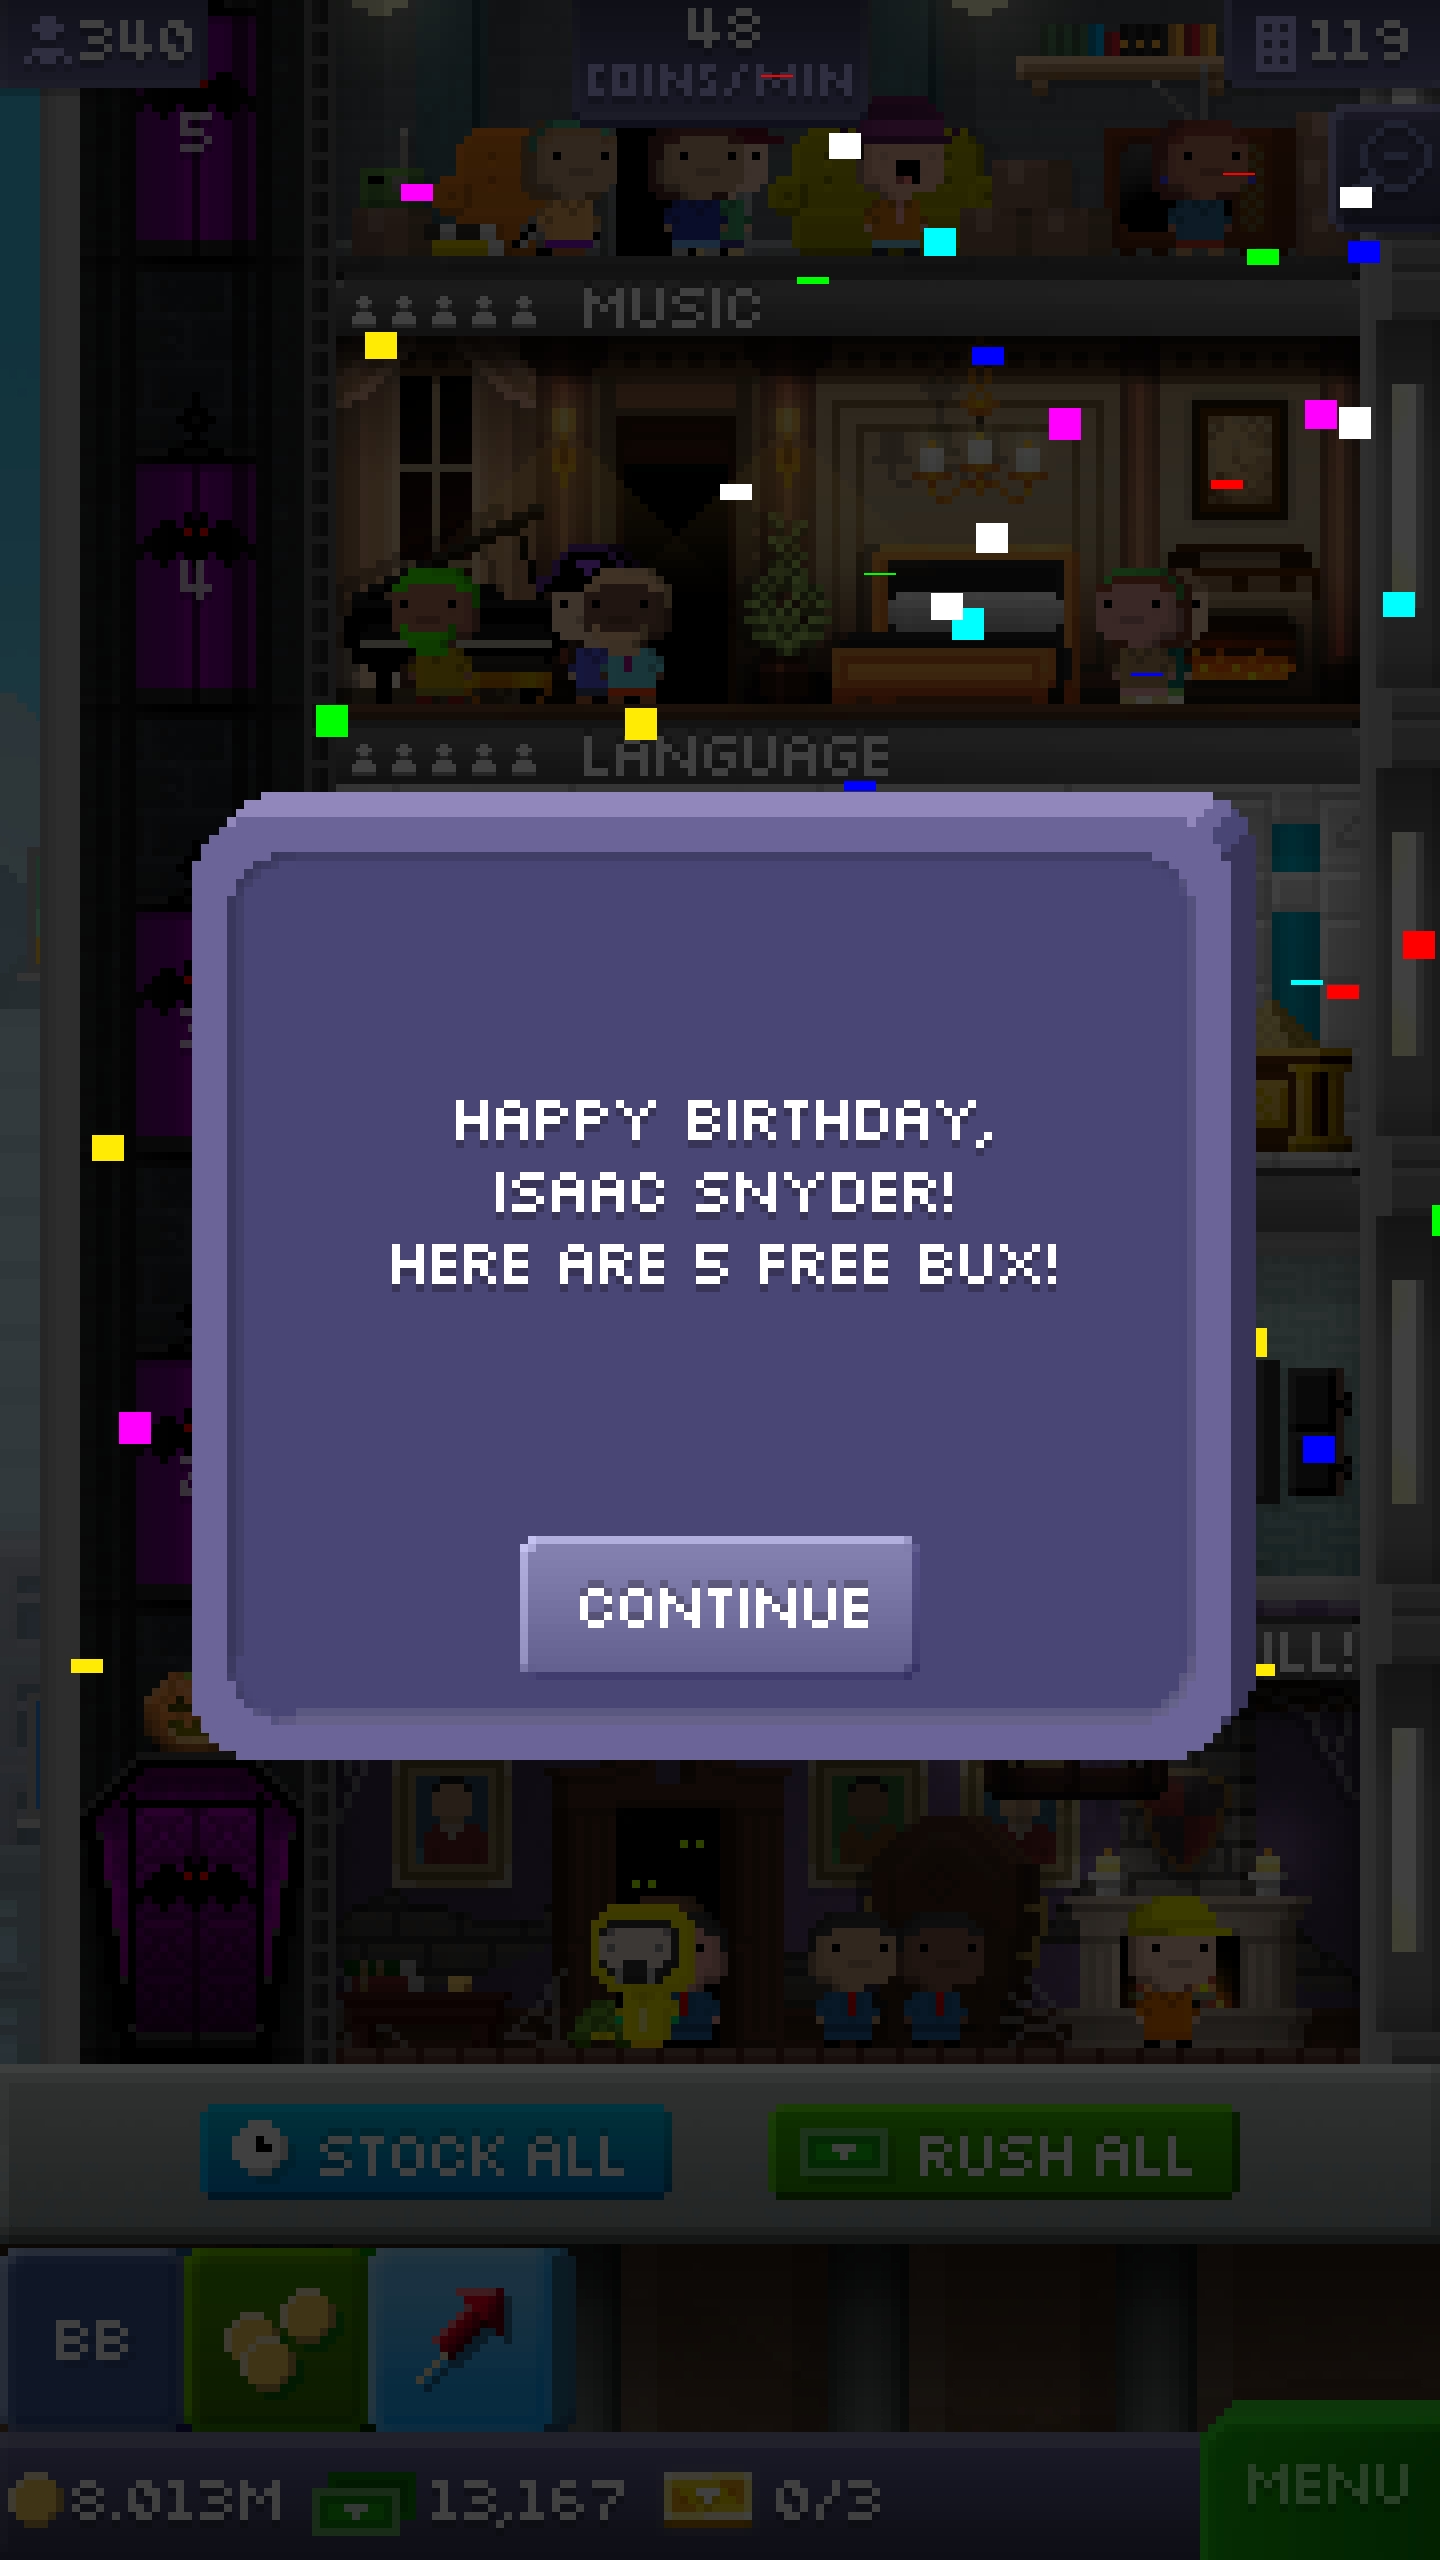 340
48
COINS/MIN
119
5
MUSIC
4
LANGUAGE
HAPPY BIRTHDAY,
ISAAC SNYDER!
HERE ARE 5 FREE BUX!
CONTINUE
STOCK ALL
RUSH ALL
BB
8.013M
13,167
0/3
MENU